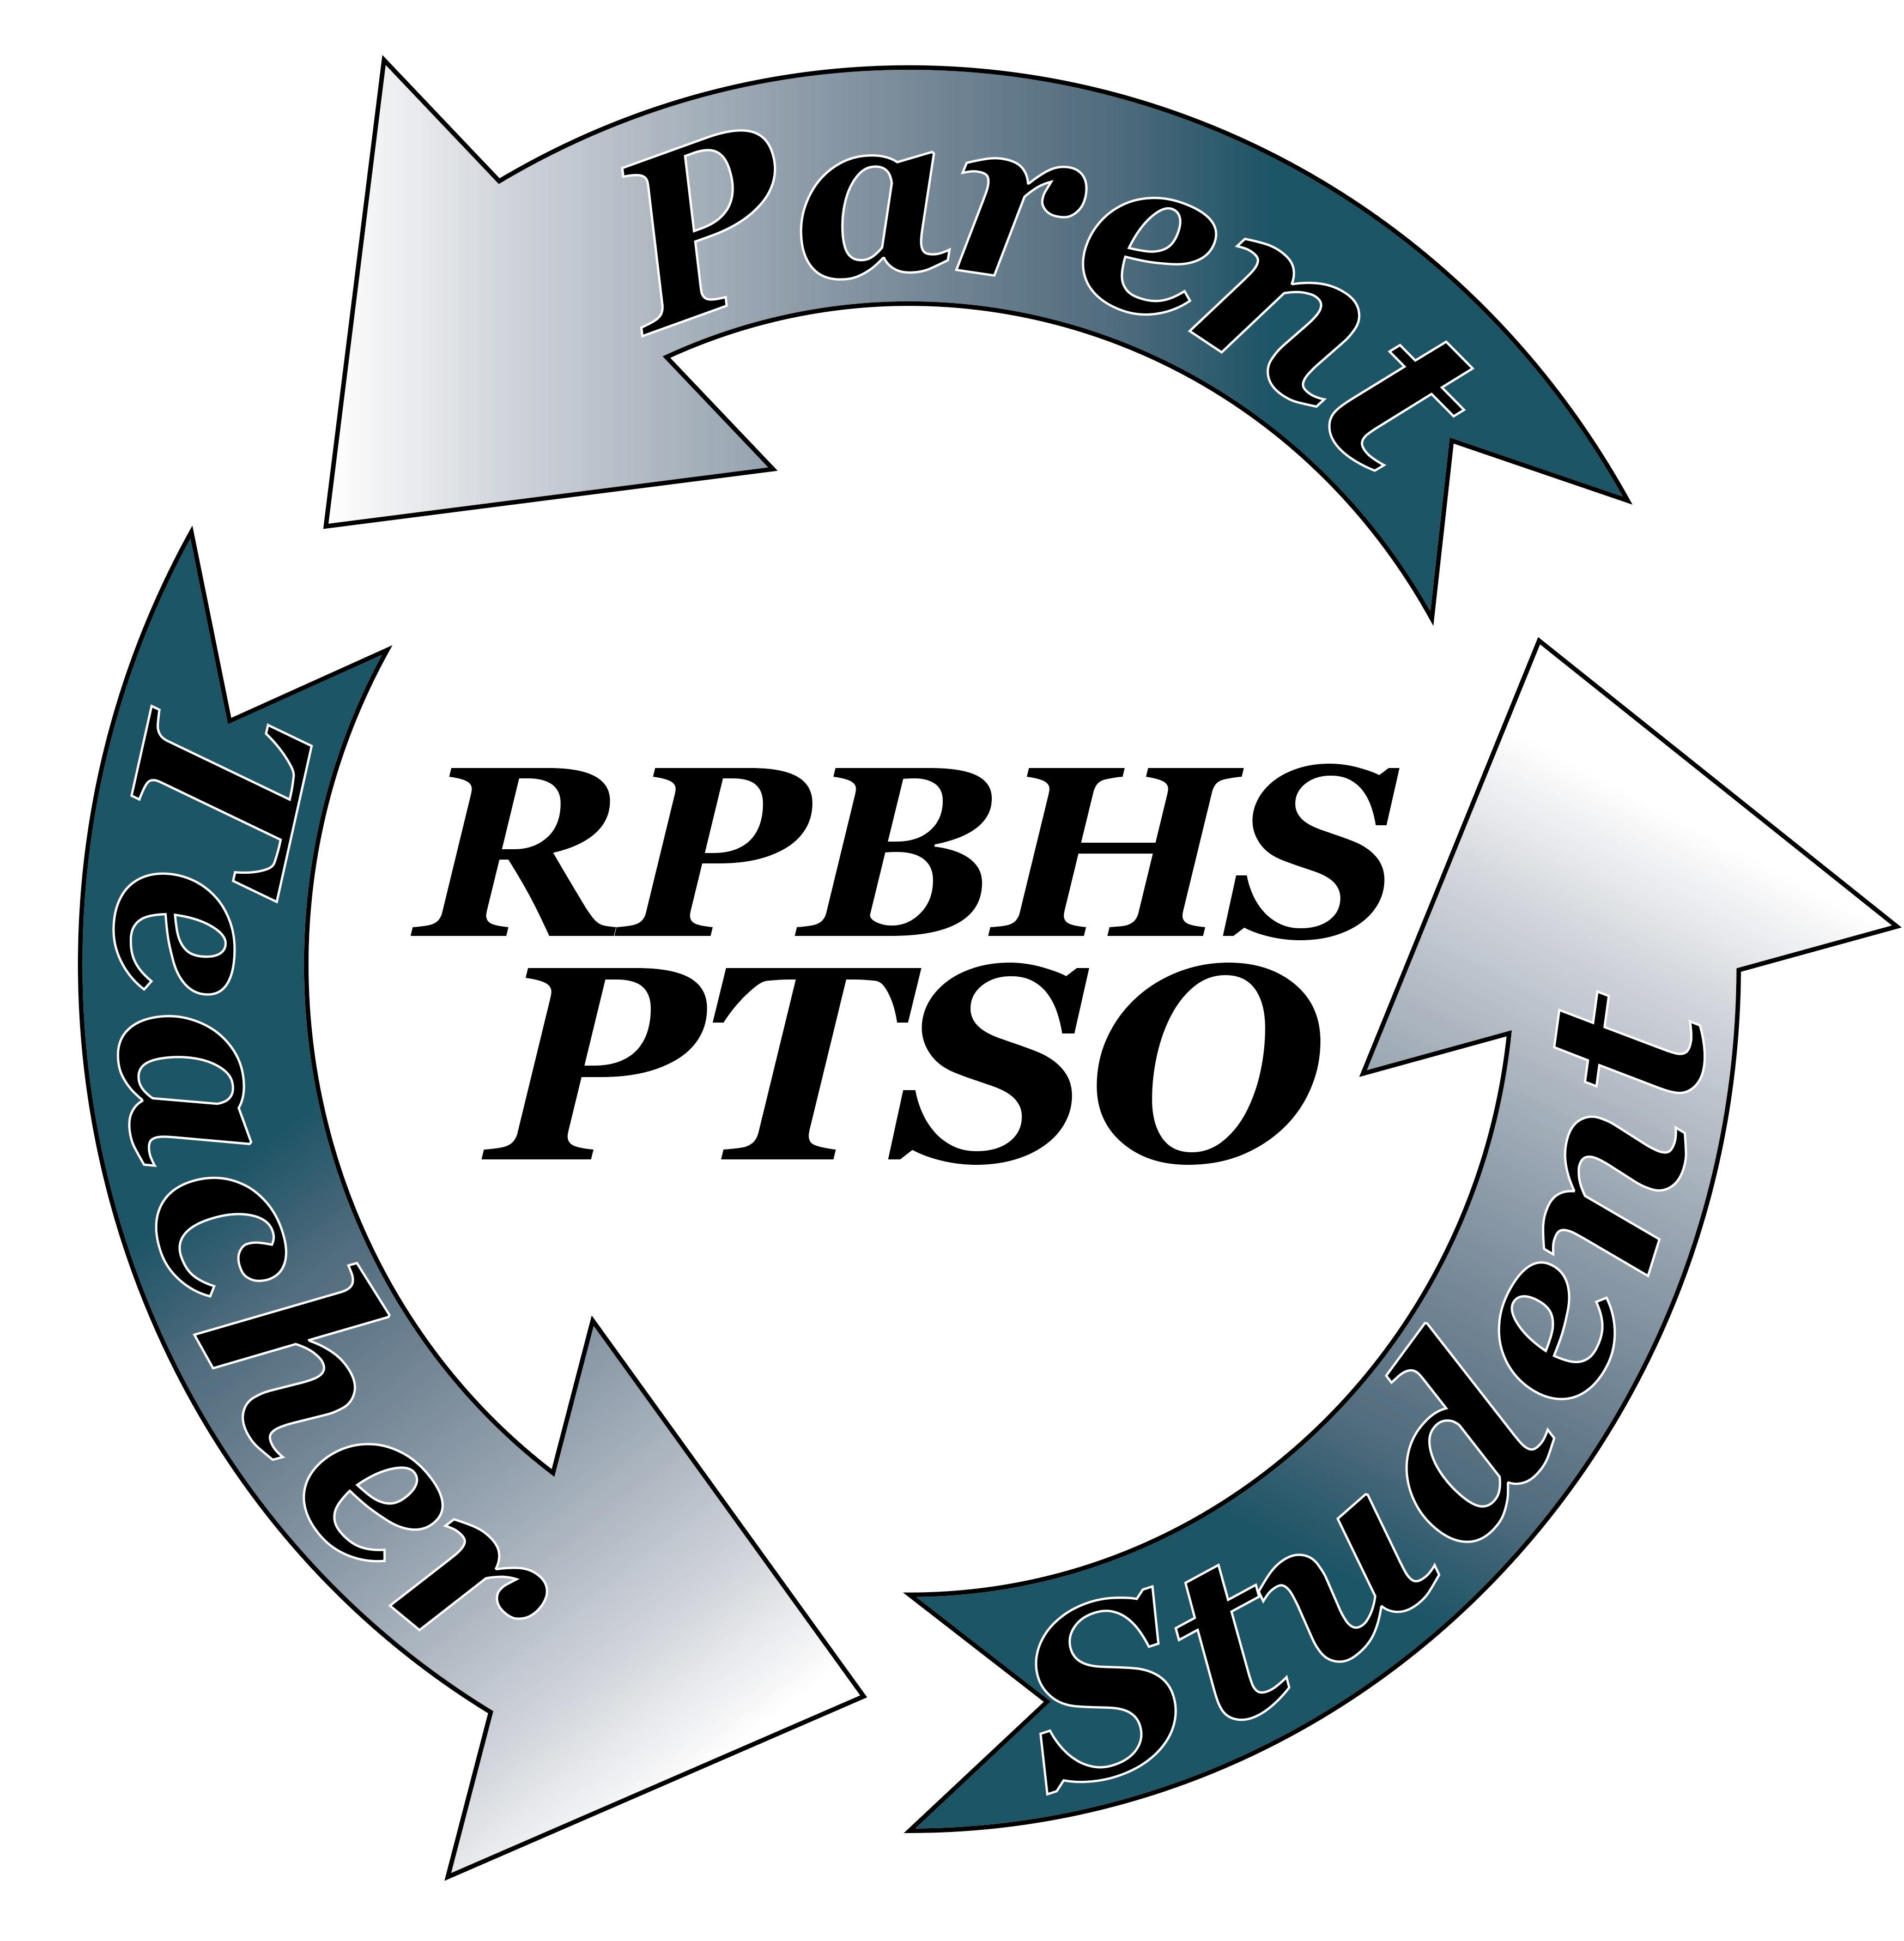 Parent
RPBHS
PTSO
Teacher
Student